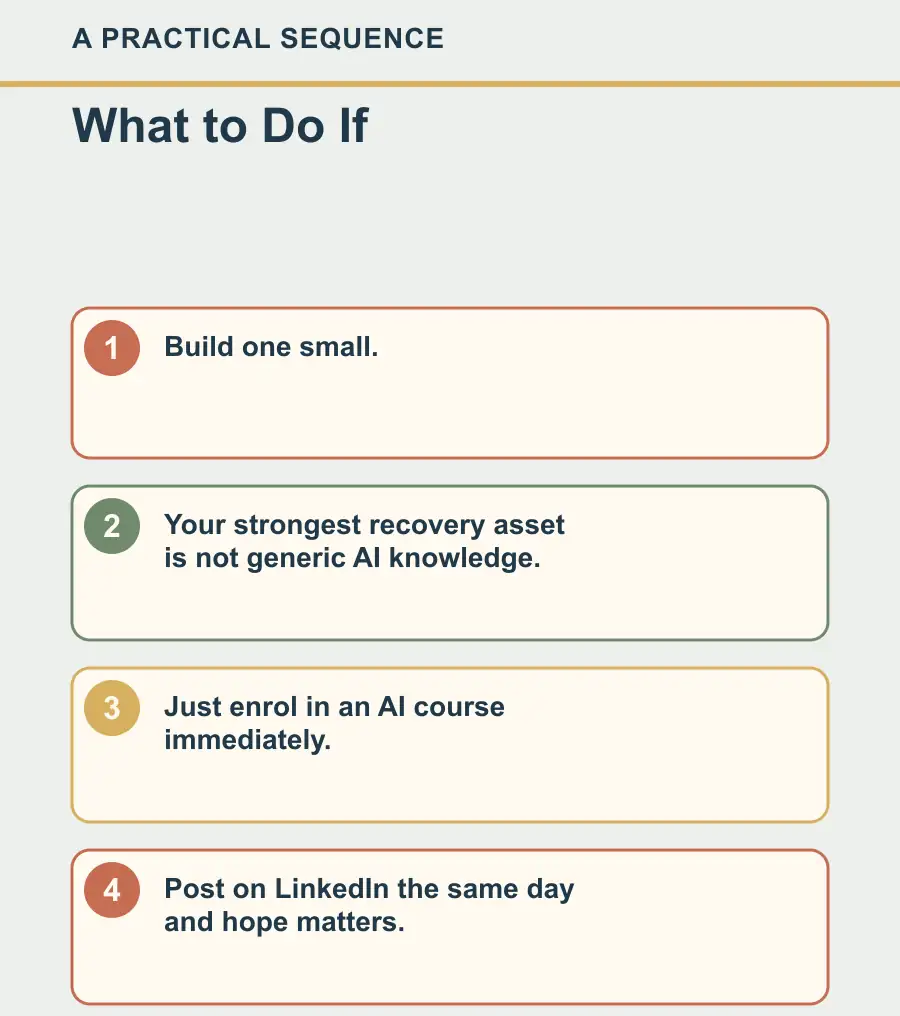 A PRACTICAL SEQUENCE
What to Do If
1
Build one small.
2
Your strongest recovery asset
is not generic AI knowledge.
3
Just enrol in an AI course
immediately.
4
Post on LinkedIn the same day
and hope matters.